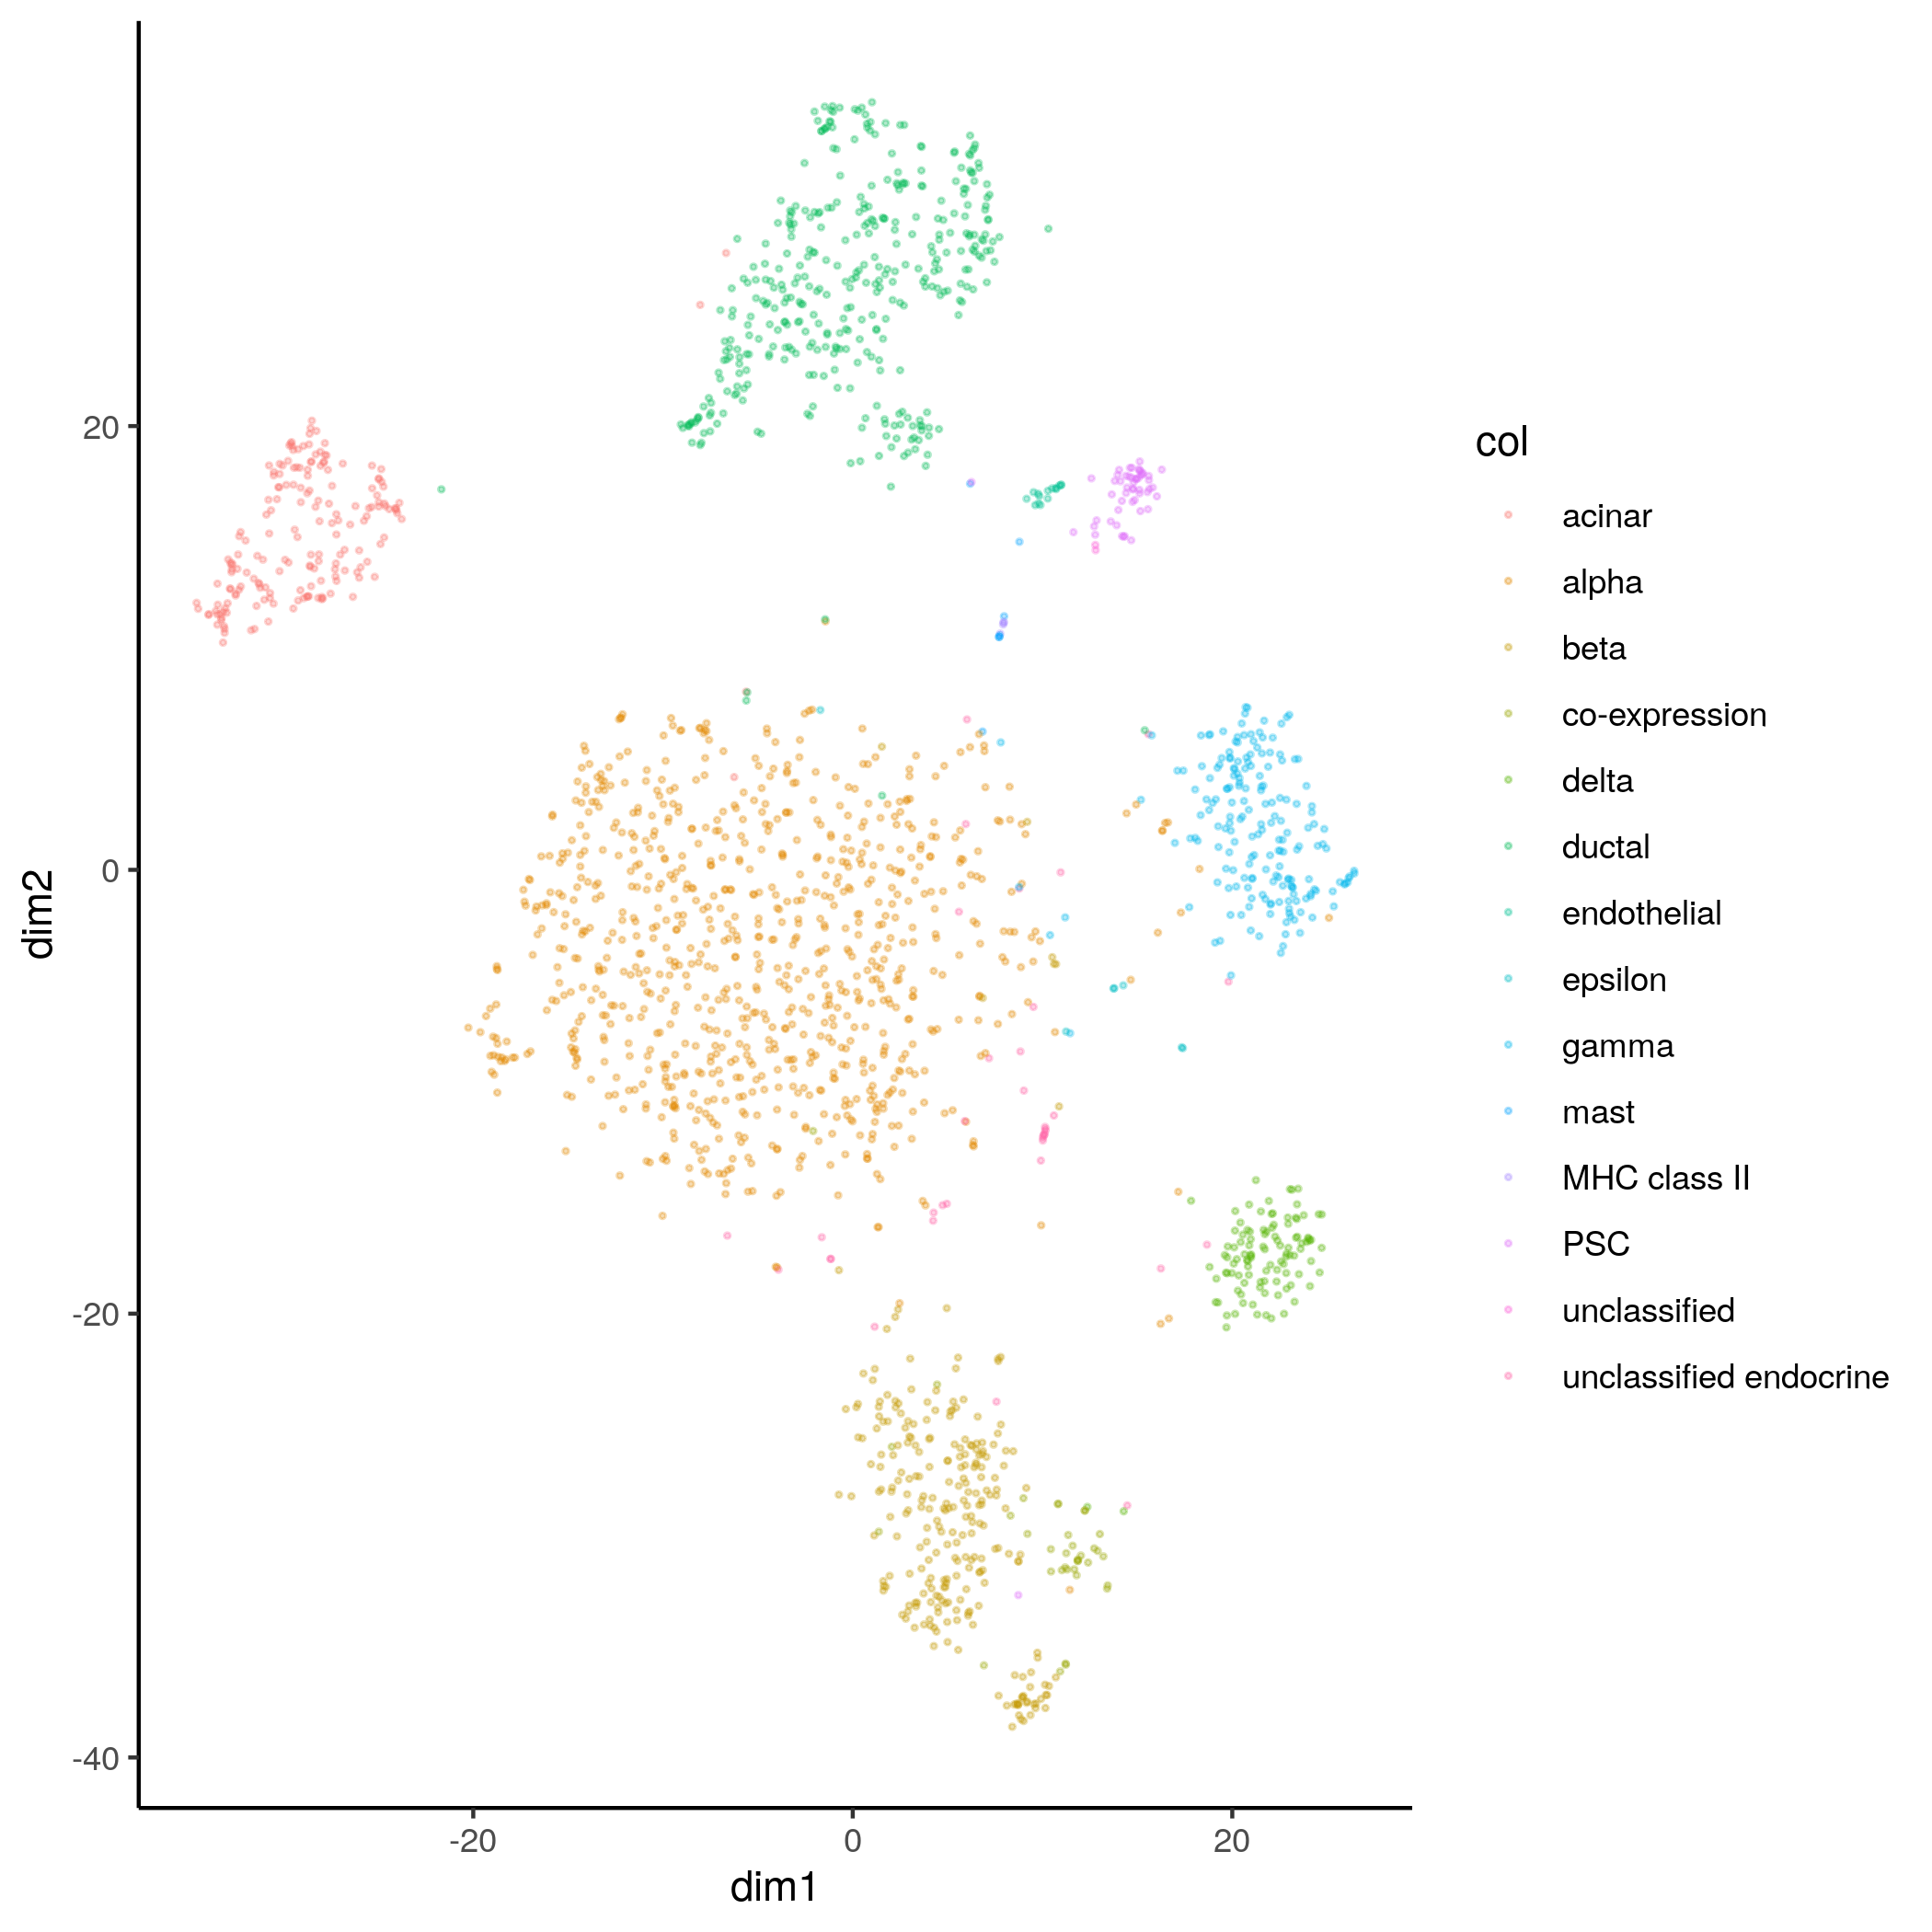 20
0
-20
-40
dim2
-20
0
20
dim1
col
acinar
alpha
beta
co-expression
delta
ductal
endothelial
epsilon
gamma
mast
MHC class II
PSC
unclassified
unclassified endocrine